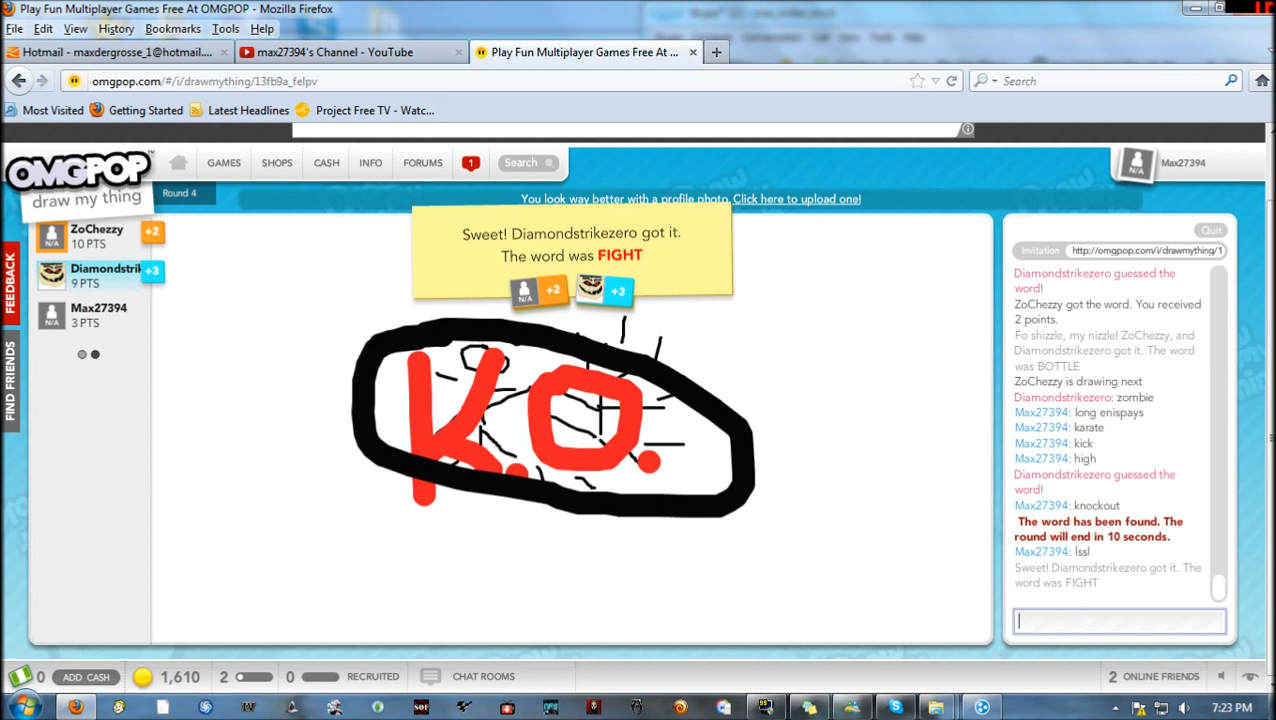 Play Fun Multiplayer Games Free At OMGPOP - Mozilla Firefox
File Edit View History Bookmarks Tools Help
Hotmail - maxdergrosse_1@hotmail.... max27394's Channel - YouTube Play Fun Multiplayer Games Free At ...
omgpop.com/#/i/drawmything/13fb9a_felpv Search
Most Visited Getting Started Latest Headlines Project Free TV - Watc...
OMGPOP GAMES SHOPS CASH INFO FORUMS 1 Search Max27394
draw my thing Round 4
You look way better with a profile photo. Click here to upload one!
ZoChezzy +2
10 PTS
Diamondstrik +3
9 PTS
Max27394
3 PTS
FEEDBACK
FIND FRIENDS
Sweet! Diamondstrikezero got it.
The word was FIGHT
N/A +2 +3
K.O.
Quit
Invitation http://omgpop.com/i/drawmything/1
Diamondstrikezero guessed the
word!
ZoChezzy got the word. You received
2 points.
Fo shizzle, my nizzle! ZoChezzy, and
Diamondstrikezero got it. The word
was BOTTLE
ZoChezzy is drawing next
Diamondstrikezero: zombie
Max27394: long enispays
Max27394: karate
Max27394: kick
Max27394: high
Diamondstrikezero guessed the
word!
Max27394: knockout
The word has been found. The
round will end in 10 seconds.
Max27394: lssl
Sweet! Diamondstrikezero got it. The
word was FIGHT
0 ADD CASH 1,610 2 0 RECRUITED CHAT ROOMS 2 ONLINE FRIENDS
7:23 PM